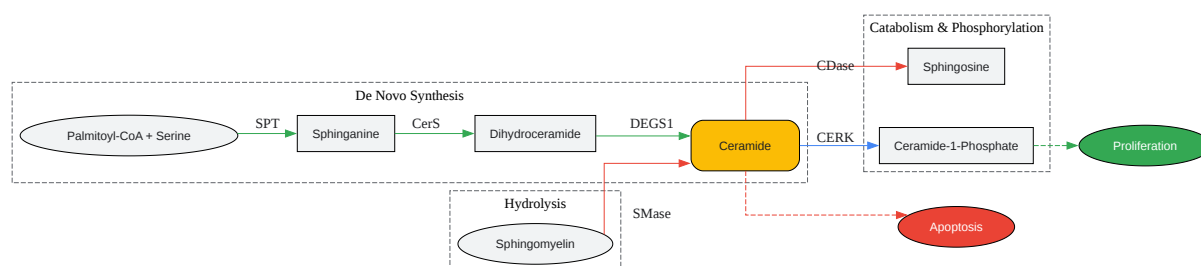 Catabolism & Phosphorylation
CDase
Sphingosine
De Novo Synthesis
Palmitoyl-CoA + Serine
SPT
Sphinganine
CerS
Dihydroceramide
DEGS1
Ceramide
CERK
Ceramide-1-Phosphate
Proliferation
Hydrolysis
SMase
Sphingomyelin
Apoptosis